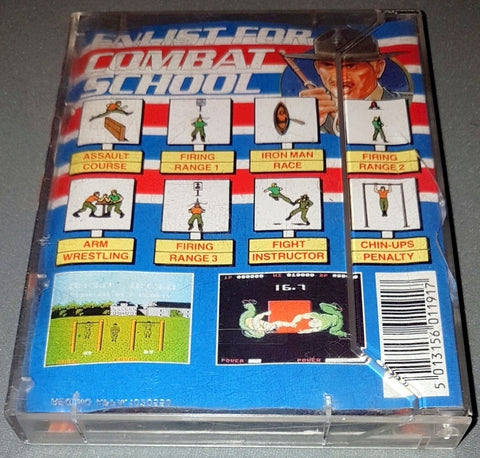 ENLIST FOR
COMBAT
SCHOOL
ASSAULT
COURSE
FIRING
RANGE 1
IRON MAN
RACE
FIRING
RANGE 2
ARM
WRESTLING
FIRING
RANGE 3
FIGHT
INSTRUCTOR
CHIN-UPS
PENALTY
16.7
POWER
POWER
5 013156 011917